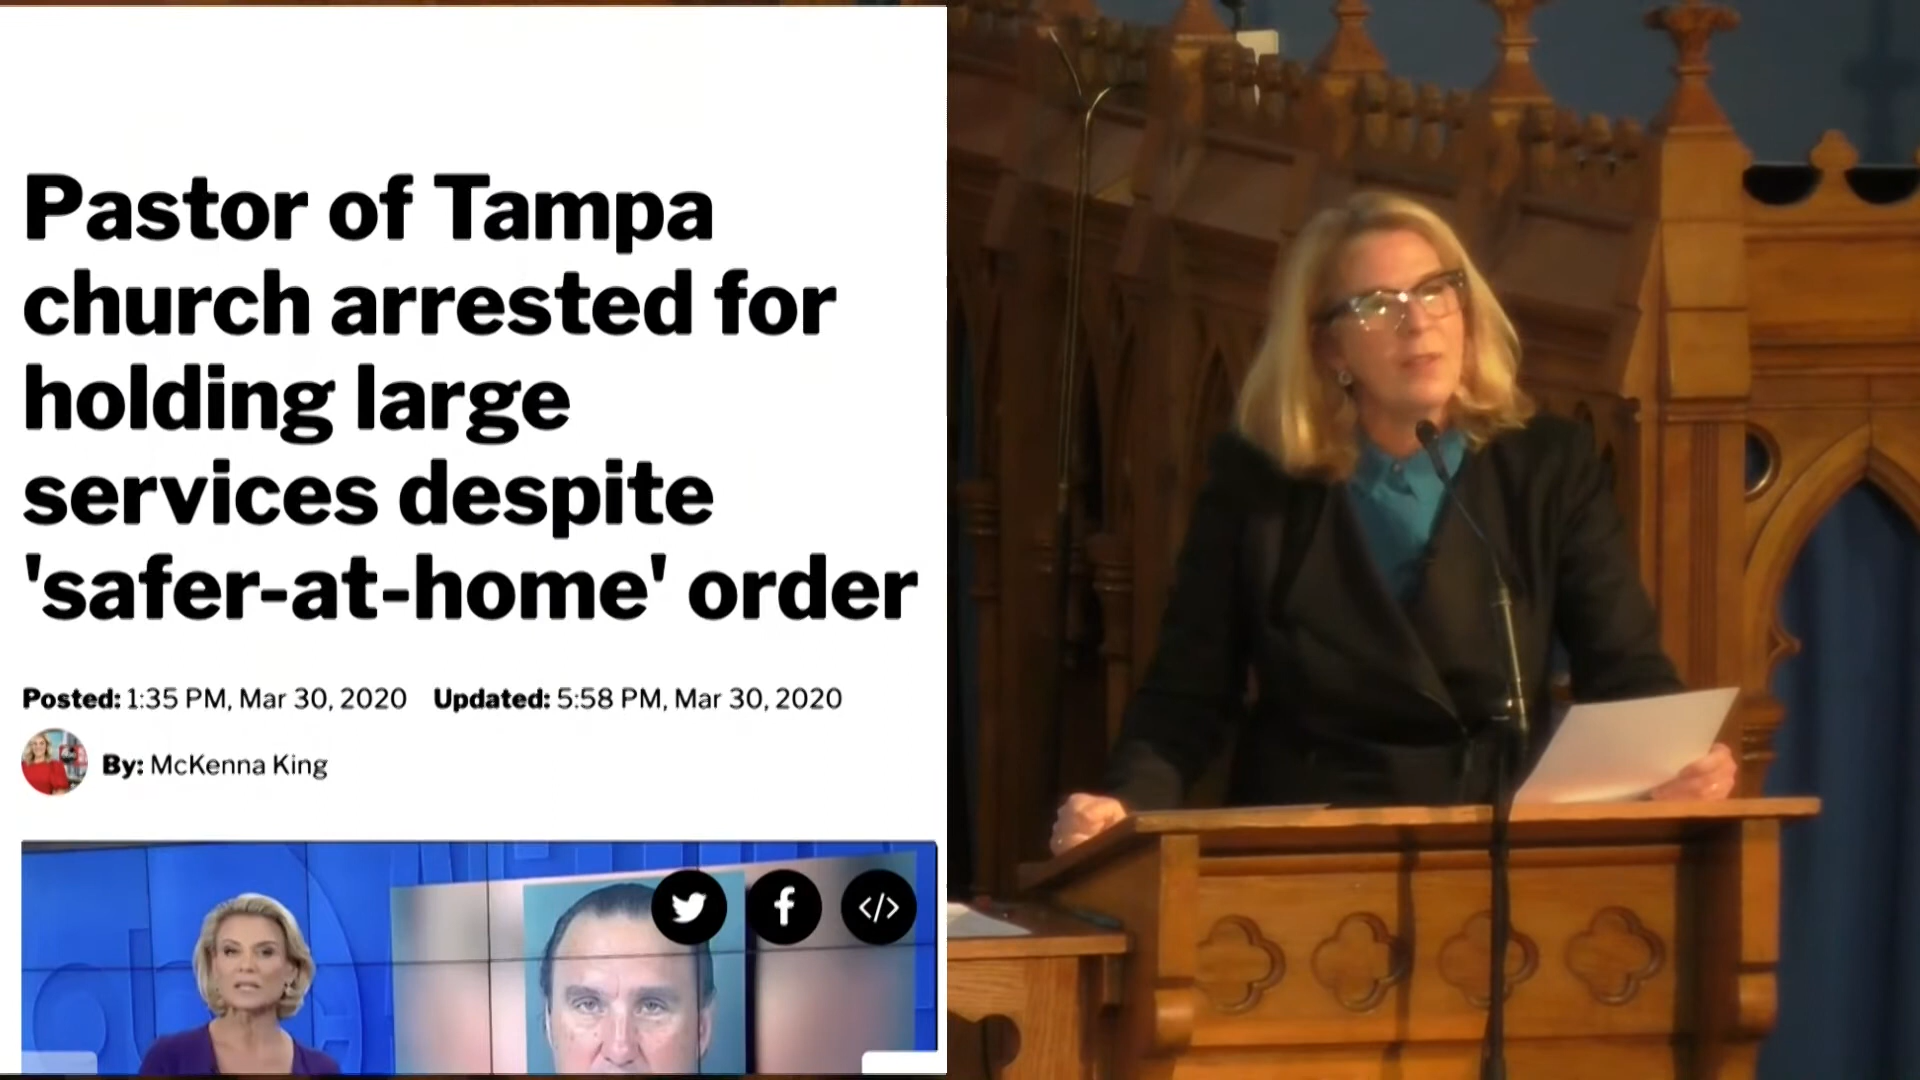 Pastor of Tampa
church arrested for
holding large
services despite
'safer-at-home' order
Posted: 1:35 PM, Mar 30, 2020 Updated: 5:58 PM, Mar 30, 2020
By: McKenna King